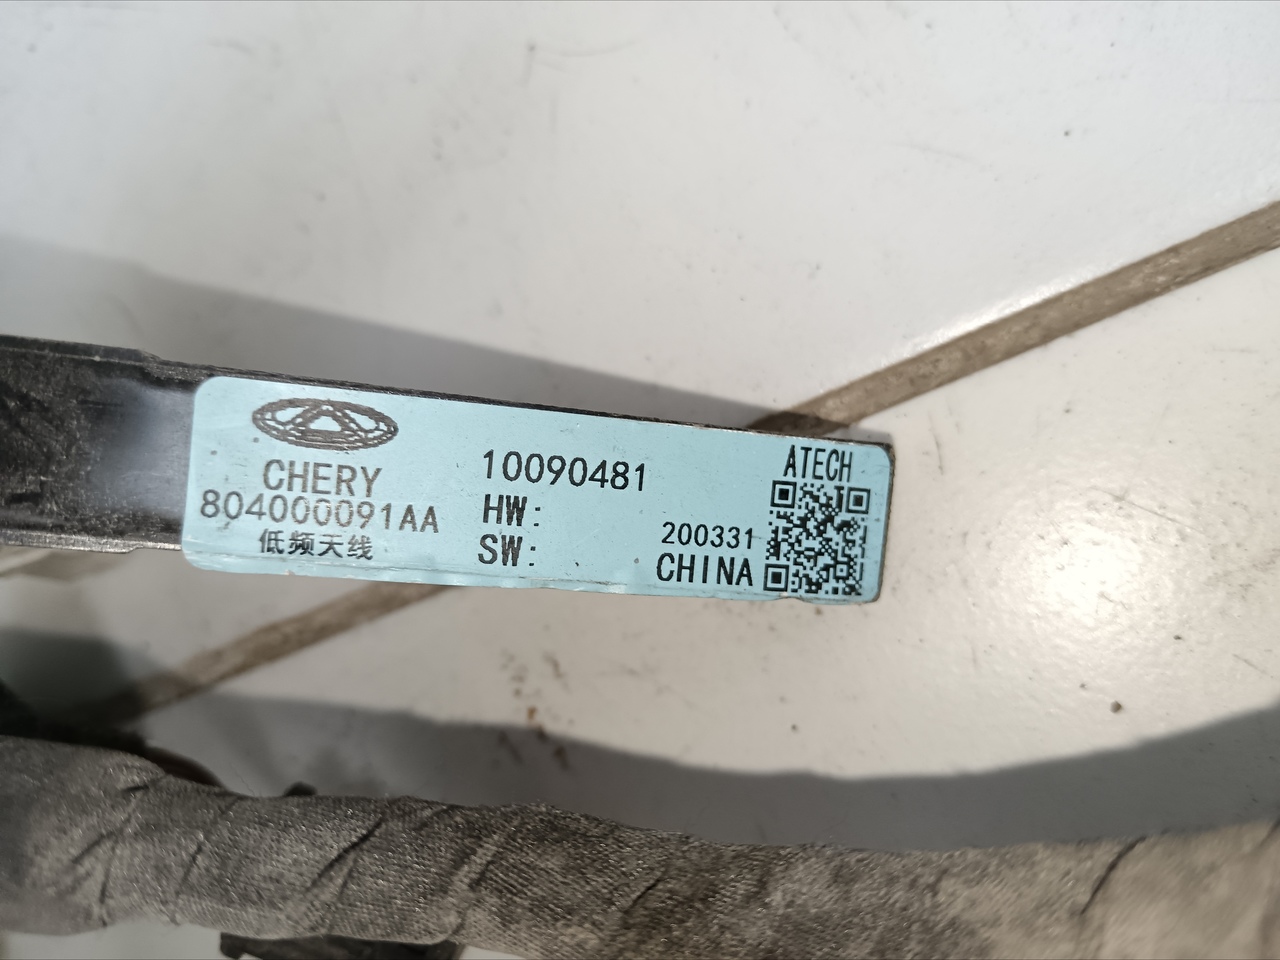 CHERY
804000091AA
低频天线
10090481
HW:
SW:
200331
CHINA
ATECH